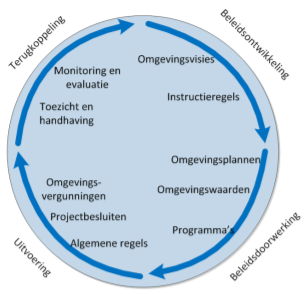 Terugkoppeling
Beleidsontwikkeling
Omgevingsvisies
Monitoring en
evaluatie
Instructieregels
Toezicht en
handhaving
Omgevingsplannen
Omgevingswaarden
Omgevings-
vergunningen
Projectbesluiten
Programma's
Algemene regels
Uitvoering
Beleidsdoorwerking